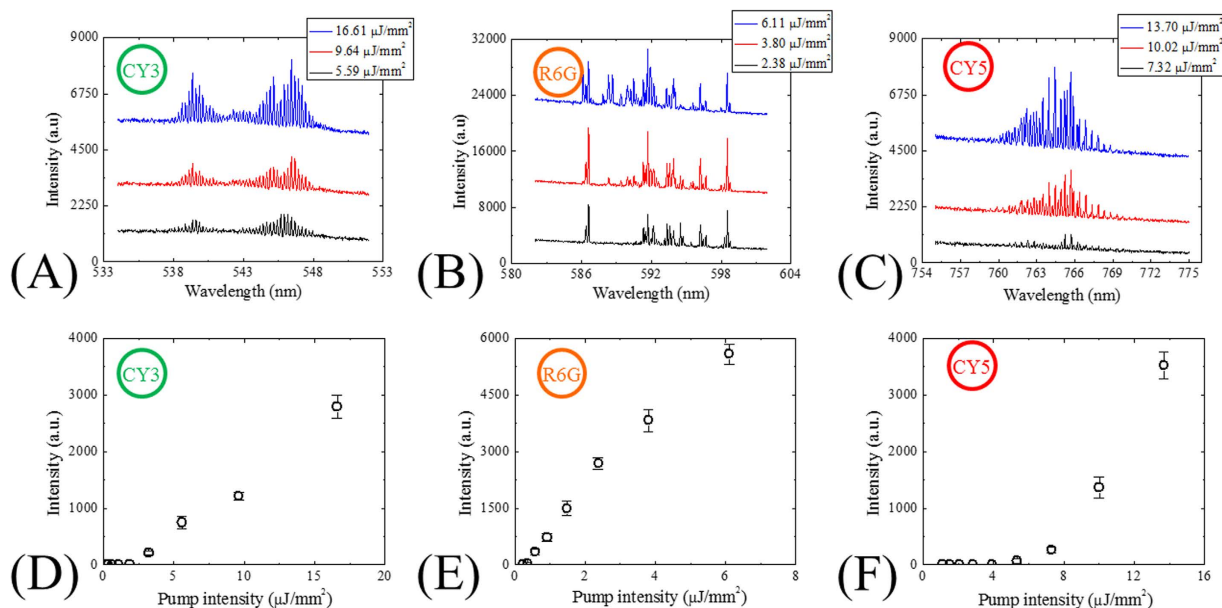 16.61 μJ/mm²
9.64 μJ/mm²
5.59 μJ/mm²
CY3
9000
6750
4500
2250
0
Intensity (a.u)
533 538 543 548 553
Wavelength (nm)
(A)
6.11 μJ/mm²
3.80 μJ/mm²
2.38 μJ/mm²
R6G
32000
24000
16000
8000
0
Intensity (a.u)
580 586 592 598 604
Wavelength (nm)
(B)
13.70 μJ/mm²
10.02 μJ/mm²
7.32 μJ/mm²
CY5
9000
6750
4500
2250
0
Intensity (a.u.)
754 757 760 763 766 769 772 775
Wavelength (nm)
(C)
CY3
4000
3000
2000
1000
0
Intensity (a.u.)
0 5 10 15 20
Pump intensity (μJ/mm²)
(D)
R6G
6000
4500
3000
1500
0
Intensity (a.u.)
0 2 4 6 8
Pump intensity (μJ/mm²)
(E)
CY5
4000
3000
2000
1000
0
Intensity (a.u.)
0 4 8 12 16
Pump intensity (μJ/mm²)
(F)